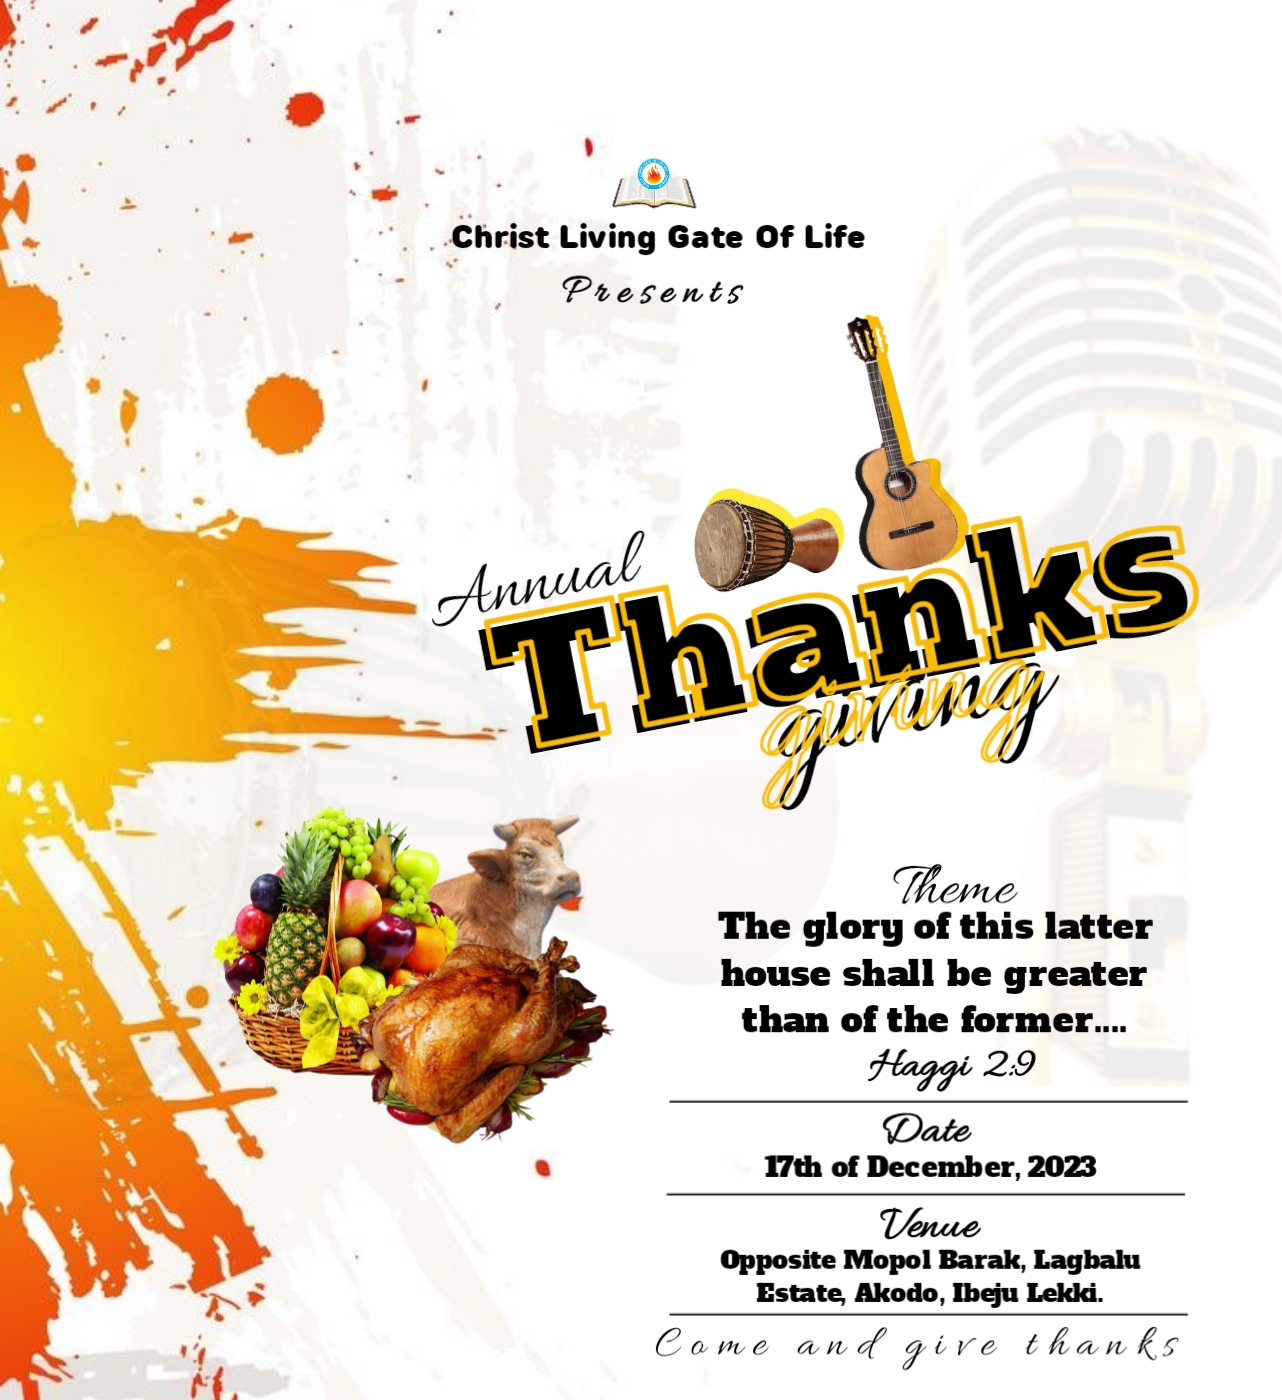 Christ Living Gate Of Life
Presents
Annual
Thanks
giving
Theme
The glory of this latter
house shall be greater
than of the former....
Haggi 2:9
Date
17th of December, 2023
Venue
Opposite Mopol Barak, Lagbalu
Estate, Akodo, Ibeju Lekki.
Come and give thanks